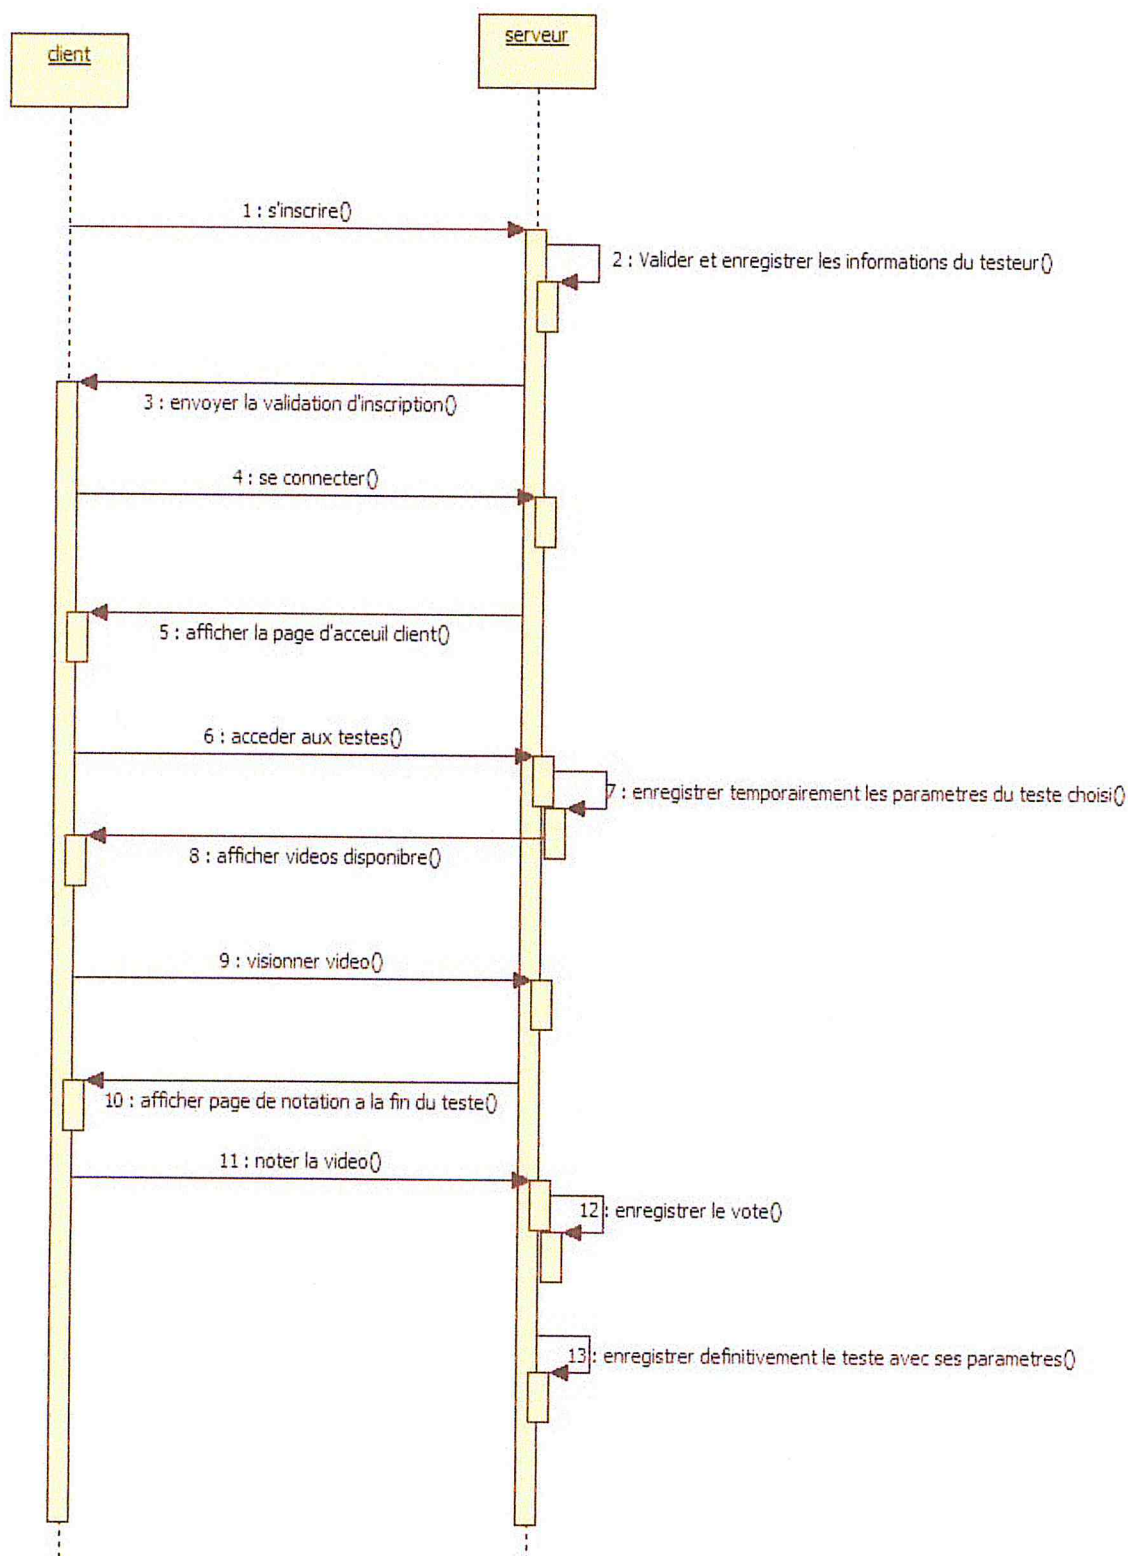 client
serveur
1 : s'inscrire()
2 : Valider et enregistrer les informations du testeur()
3 : envoyer la validation d'inscription()
4 : se connecter()
5 : afficher la page d'acceuil client()
6 : acceder aux testes()
7 : enregistrer temporairement les parametres du teste choisi()
8 : afficher videos disponibre()
9 : visionner video()
10 : afficher page de notation a la fin du teste()
11 : noter la video()
12 : enregistrer le vote()
13 : enregistrer definitivement le teste avec ses parametres()